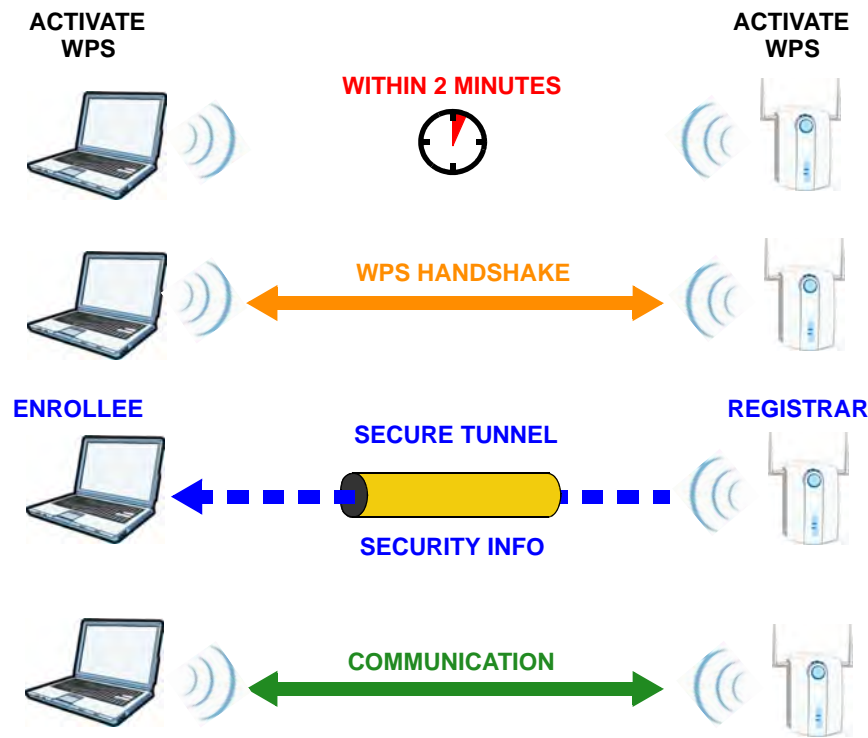 ACTIVATE
WPS
ACTIVATE
WPS
WITHIN 2 MINUTES
WPS HANDSHAKE
ENROLLEE
REGISTRAR
SECURE TUNNEL
SECURITY INFO
COMMUNICATION